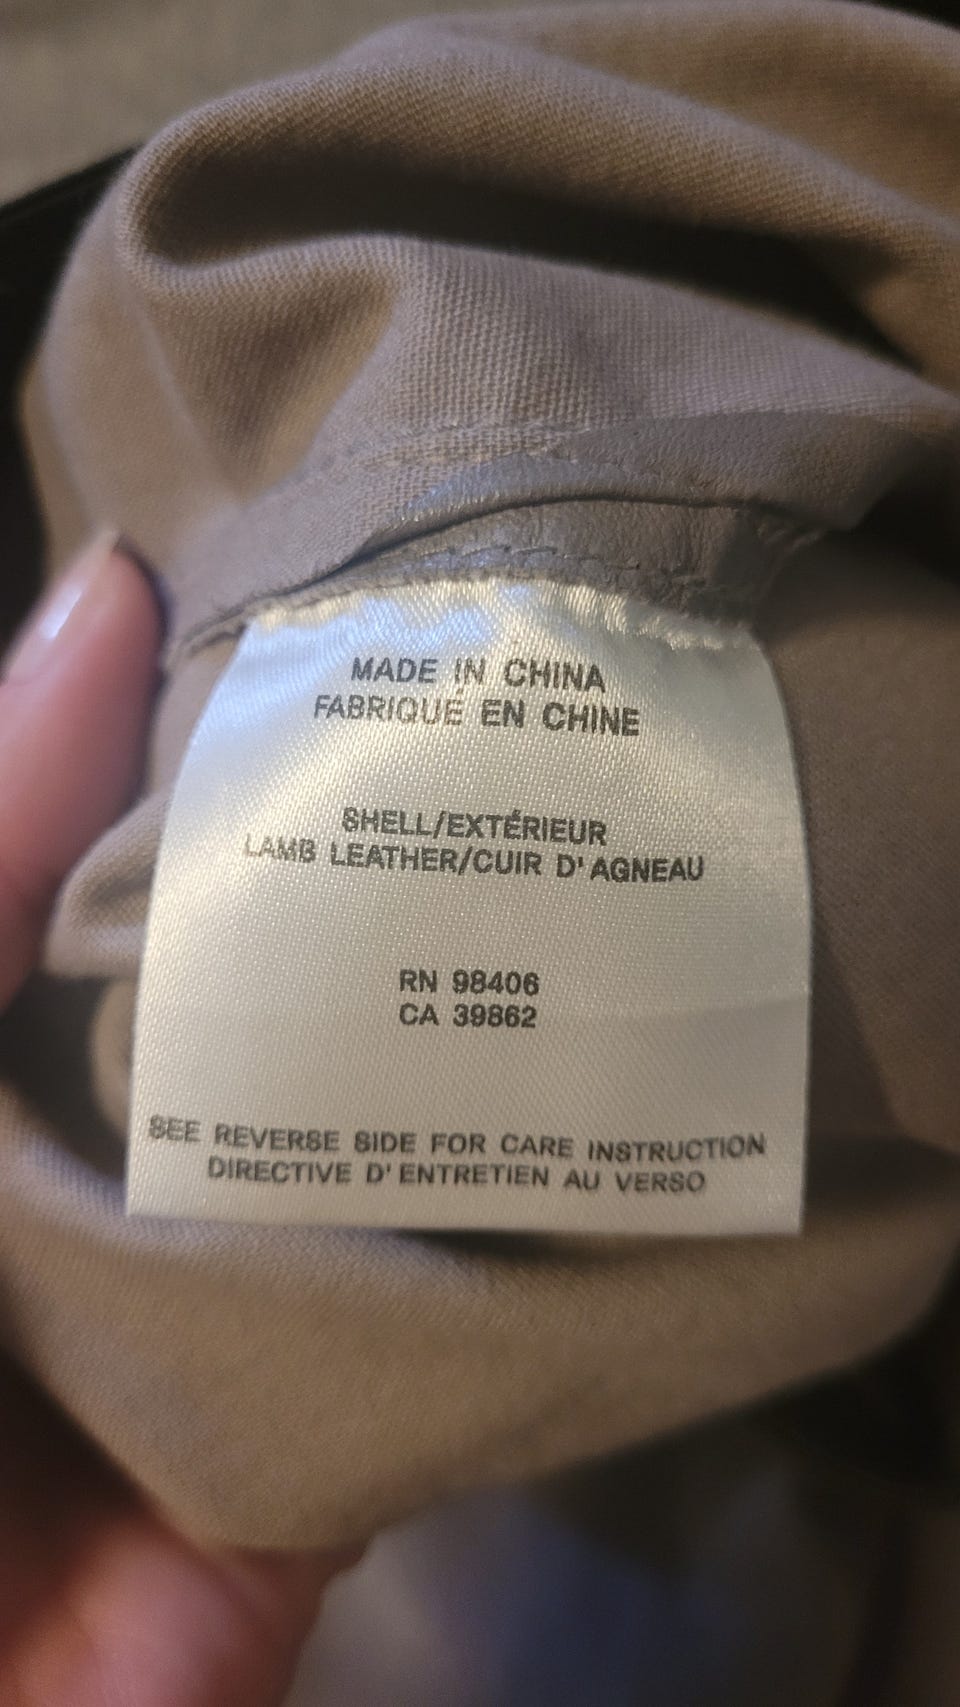 MADE IN CHINA
FABRIQUÉ EN CHINE
SHELL/EXTÉRIEUR
LAMB LEATHER/CUIR D'AGNEAU
RN 98406
CA 39862
SEE REVERSE SIDE FOR CARE INSTRUCTION
DIRECTIVE D'ENTRETIEN AU VERSO